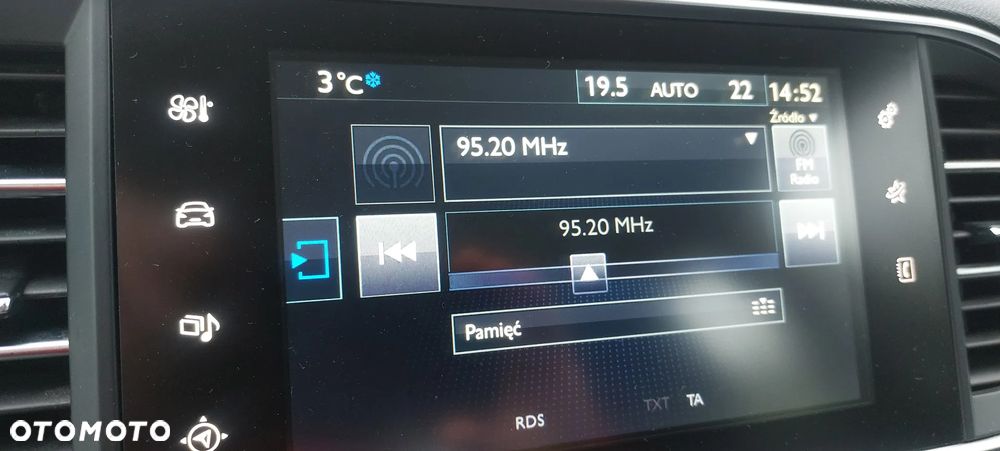 3 °C
19.5 AUTO 22 14:52
Źródło
95.20 MHz
FM
Radio
95.20 MHz
Pamięć
RDS TXT TA
OTOMOTO